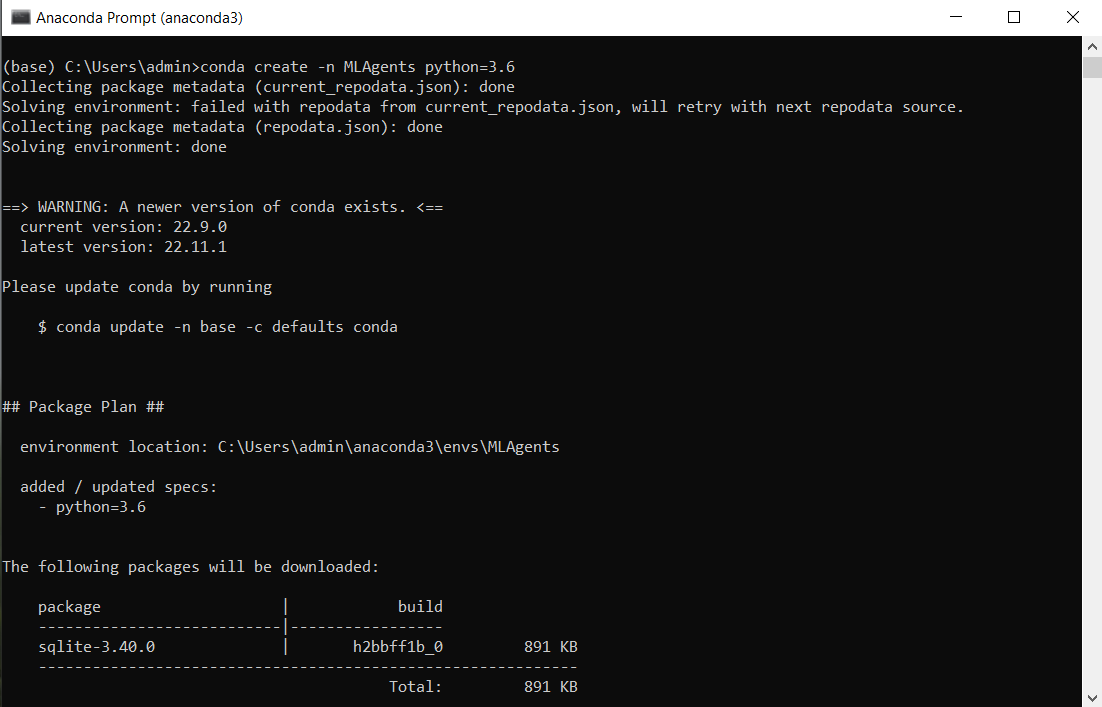 Anaconda Prompt (anaconda3)
(base) C:\Users\admin>conda create -n MLAgents python=3.6
Collecting package metadata (current_repodata.json): done
Solving environment: failed with repodata from current_repodata.json, will retry with next repodata source.
Collecting package metadata (repodata.json): done
Solving environment: done
==> WARNING: A newer version of conda exists. <==
  current version: 22.9.0
  latest version: 22.11.1
Please update conda by running
    $ conda update -n base -c defaults conda
## Package Plan ##
  environment location: C:\Users\admin\anaconda3\envs\MLAgents
  added / updated specs:
    - python=3.6
The following packages will be downloaded:
    package                    |            build
    ---------------------------|-----------------
    sqlite-3.40.0              |       h2bbff1b_0         891 KB
    ------------------------------------------------------------
                                           Total:         891 KB